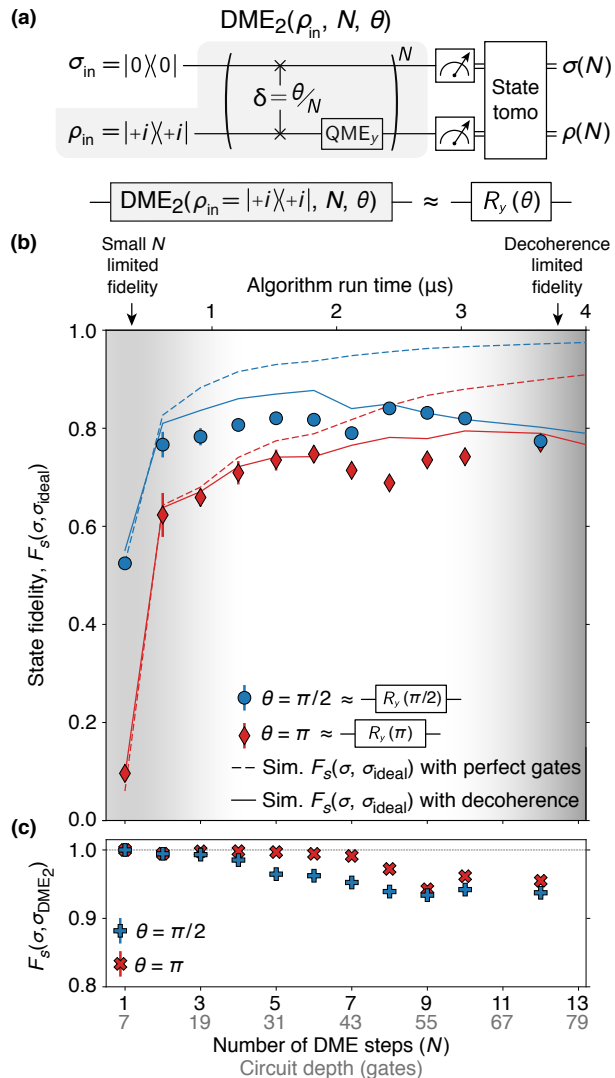 (a)
DME₂(ρin, N, θ)
σin = |0⟩⟨0|
N
σ(N)
δ = θ/N
State
tomo
ρin = |+i⟩⟨+i|
QMEy
ρ(N)
DME₂(ρin = |+i⟩⟨+i|, N, θ) ≈ Ry(θ)
(b)
Small N
limited
fidelity
Decoherence
limited
fidelity
Algorithm run time (μs)
1 2 3 4
1.0
0.8
0.6
0.4
0.2
0.0
State fidelity, Fs(σ, σideal)
θ = π/2 ≈ Ry(π/2)
θ = π ≈ Ry(π)
Sim. Fs(σ, σideal) with perfect gates
Sim. Fs(σ, σideal) with decoherence
(c)
1.0
0.9
0.8
Fs(σ, σDME₂)
θ = π/2
θ = π
1 3 5 7 9 11 13
7 19 31 43 55 67 79
Number of DME steps (N)
Circuit depth (gates)